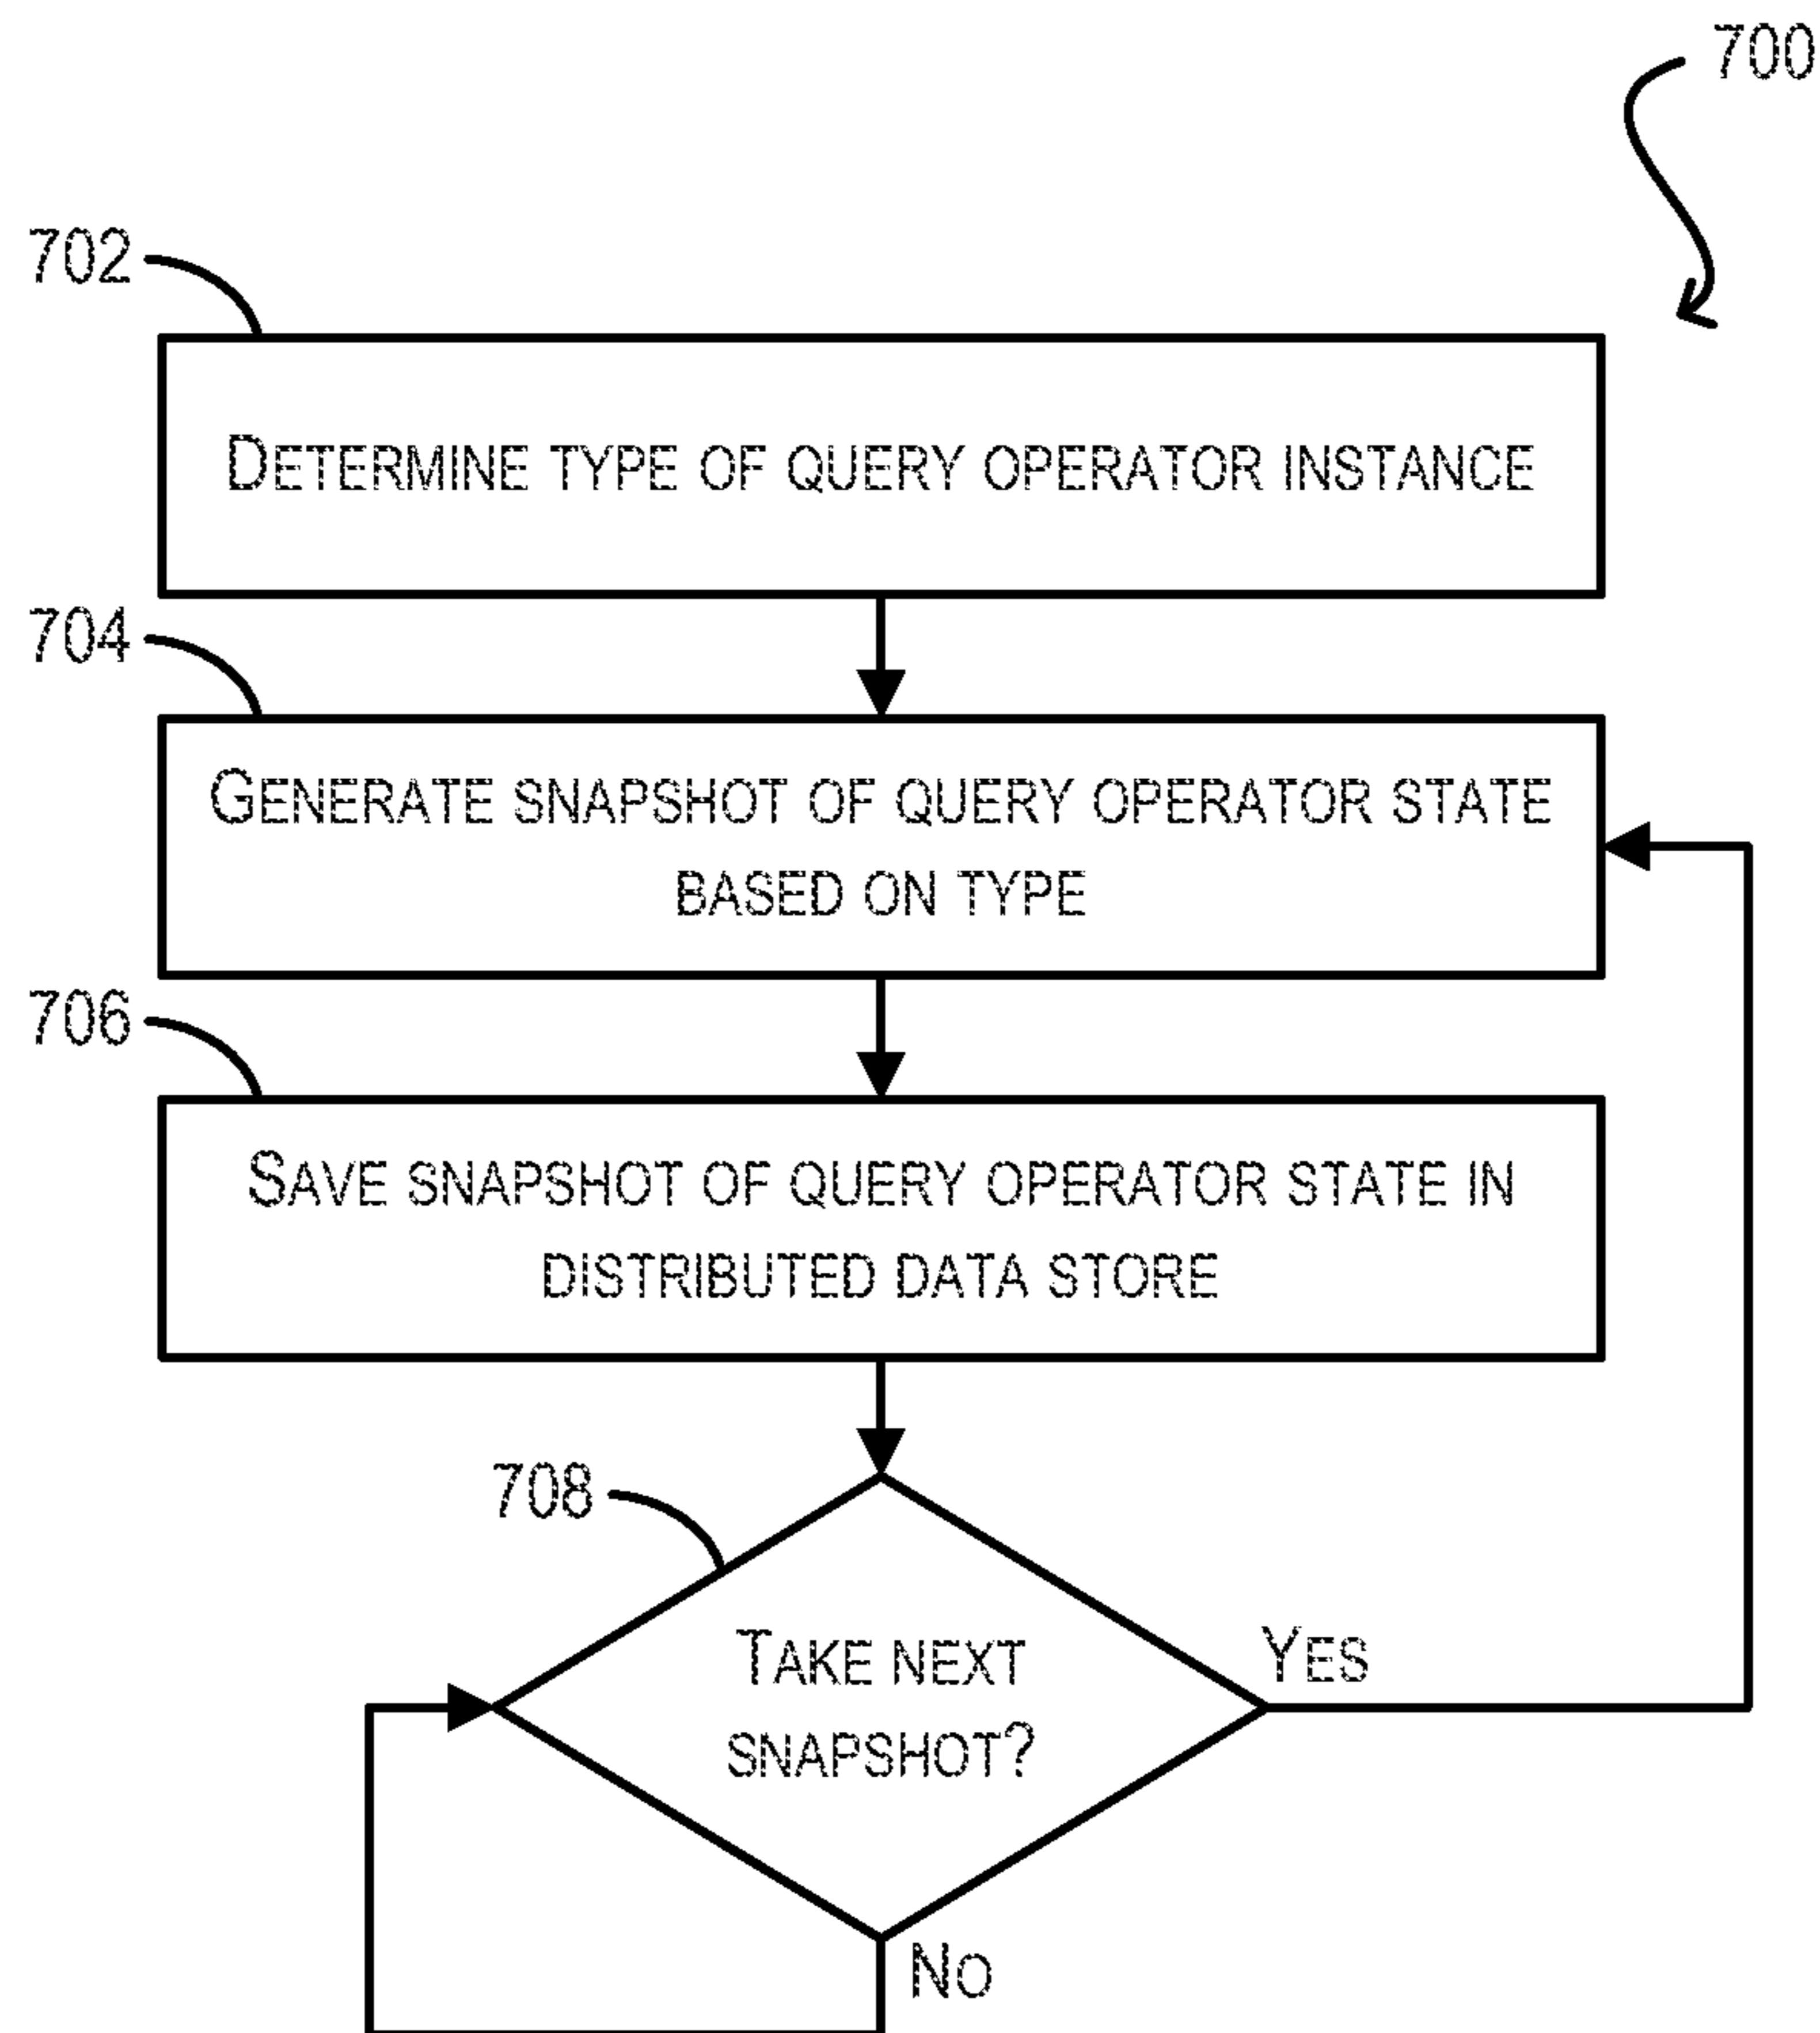 700
702
DETERMINE TYPE OF QUERY OPERATOR INSTANCE
704
GENERATE SNAPSHOT OF QUERY OPERATOR STATE
BASED ON TYPE
706
SAVE SNAPSHOT OF QUERY OPERATOR STATE IN
DISTRIBUTED DATA STORE
708
TAKE NEXT
SNAPSHOT?
YES
NO